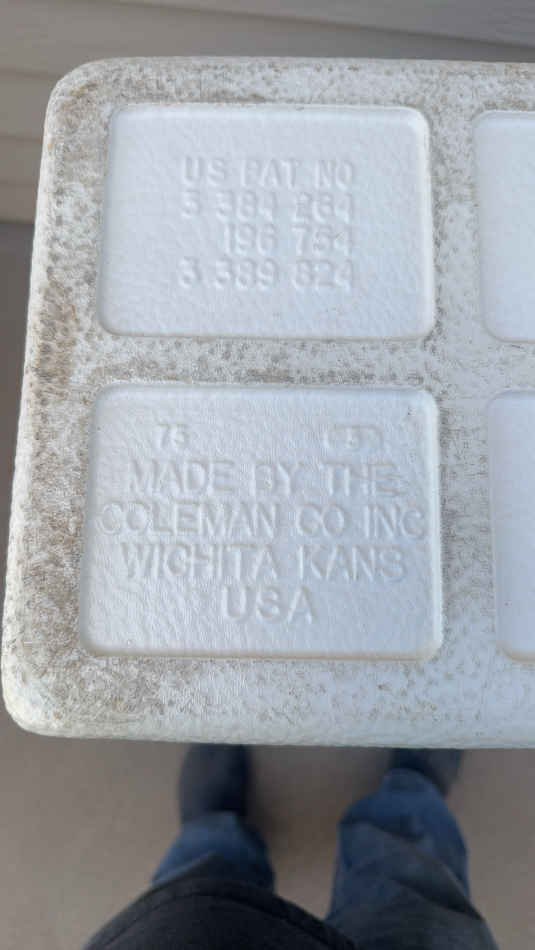 US PAT NO
3 384 264
196 754
3 389 824
75
MADE BY THE
COLEMAN CO INC
WICHITA KANS
USA